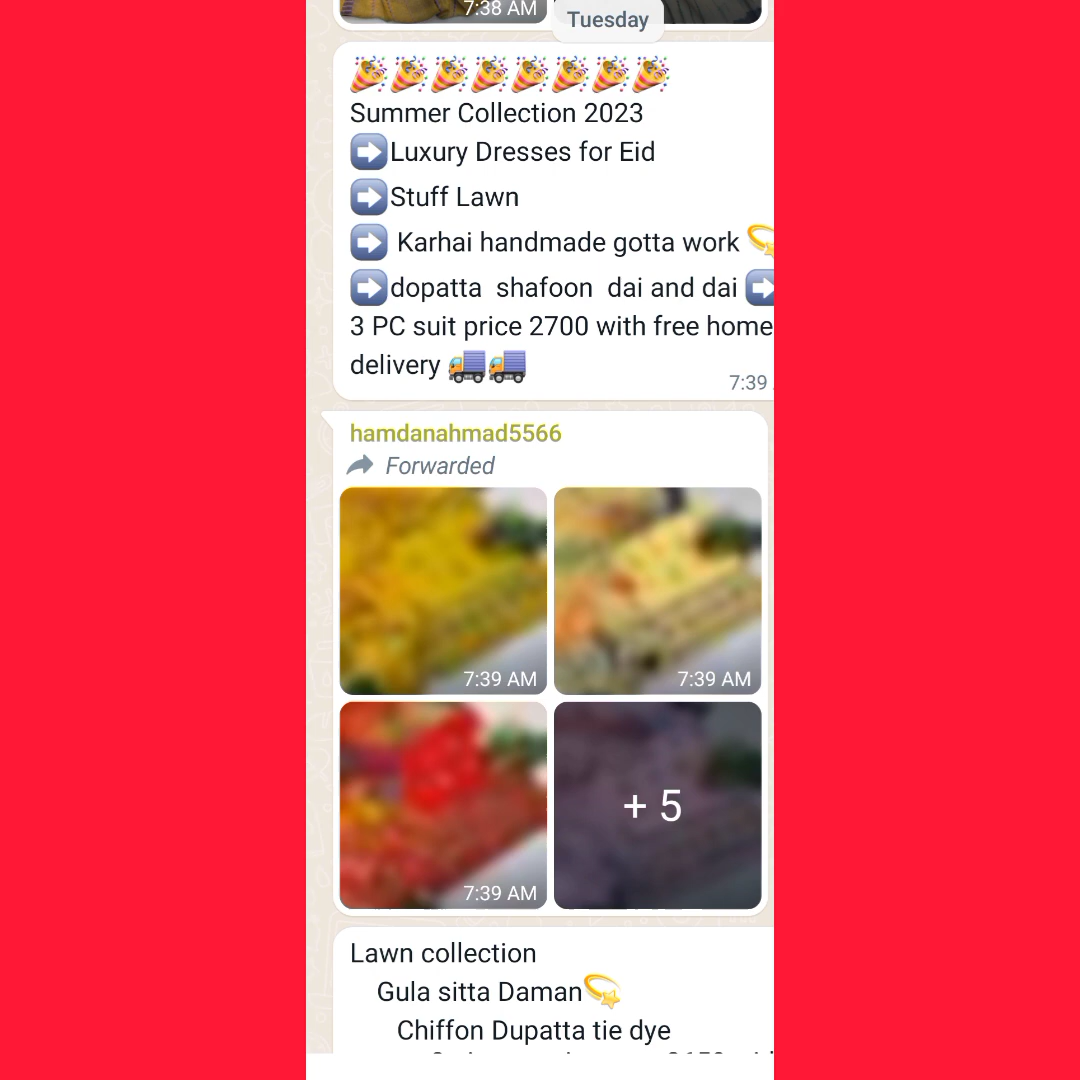 7:38 AM
Tuesday
🎉🎉🎉🎉🎉🎉🎉🎉
Summer Collection 2023
➡️Luxury Dresses for Eid
➡️Stuff Lawn
➡️ Karhai handmade gotta work 💫
➡️dopatta  shafoon  dai and dai ➡️
3 PC suit price 2700 with free home
delivery 🚚🚚
7:39
hamdanahmad5566
Forwarded
7:39 AM
7:39 AM
7:39 AM
+ 5
Lawn collection
Gula sitta Daman💫
Chiffon Dupatta tie dye